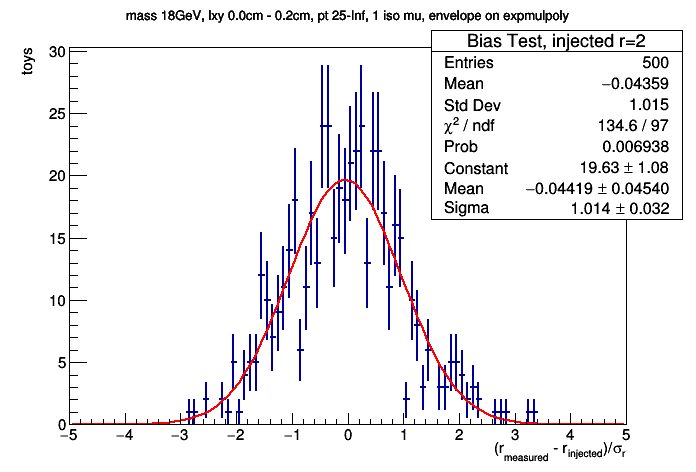 mass 18GeV, lxy 0.0cm - 0.2cm, pt 25-Inf, 1 iso mu, envelope on expmulpoly
Bias Test, injected r=2
Entries 500
Mean −0.04359
Std Dev 1.015
χ² / ndf 134.6 / 97
Prob 0.006938
Constant 19.63 ± 1.08
Mean −0.04419 ± 0.04540
Sigma 1.014 ± 0.032
toys
30
25
20
15
10
5
0
−5 −4 −3 −2 −1 0 1 2 3 4 5
(r_measured - r_injected)/σ_r